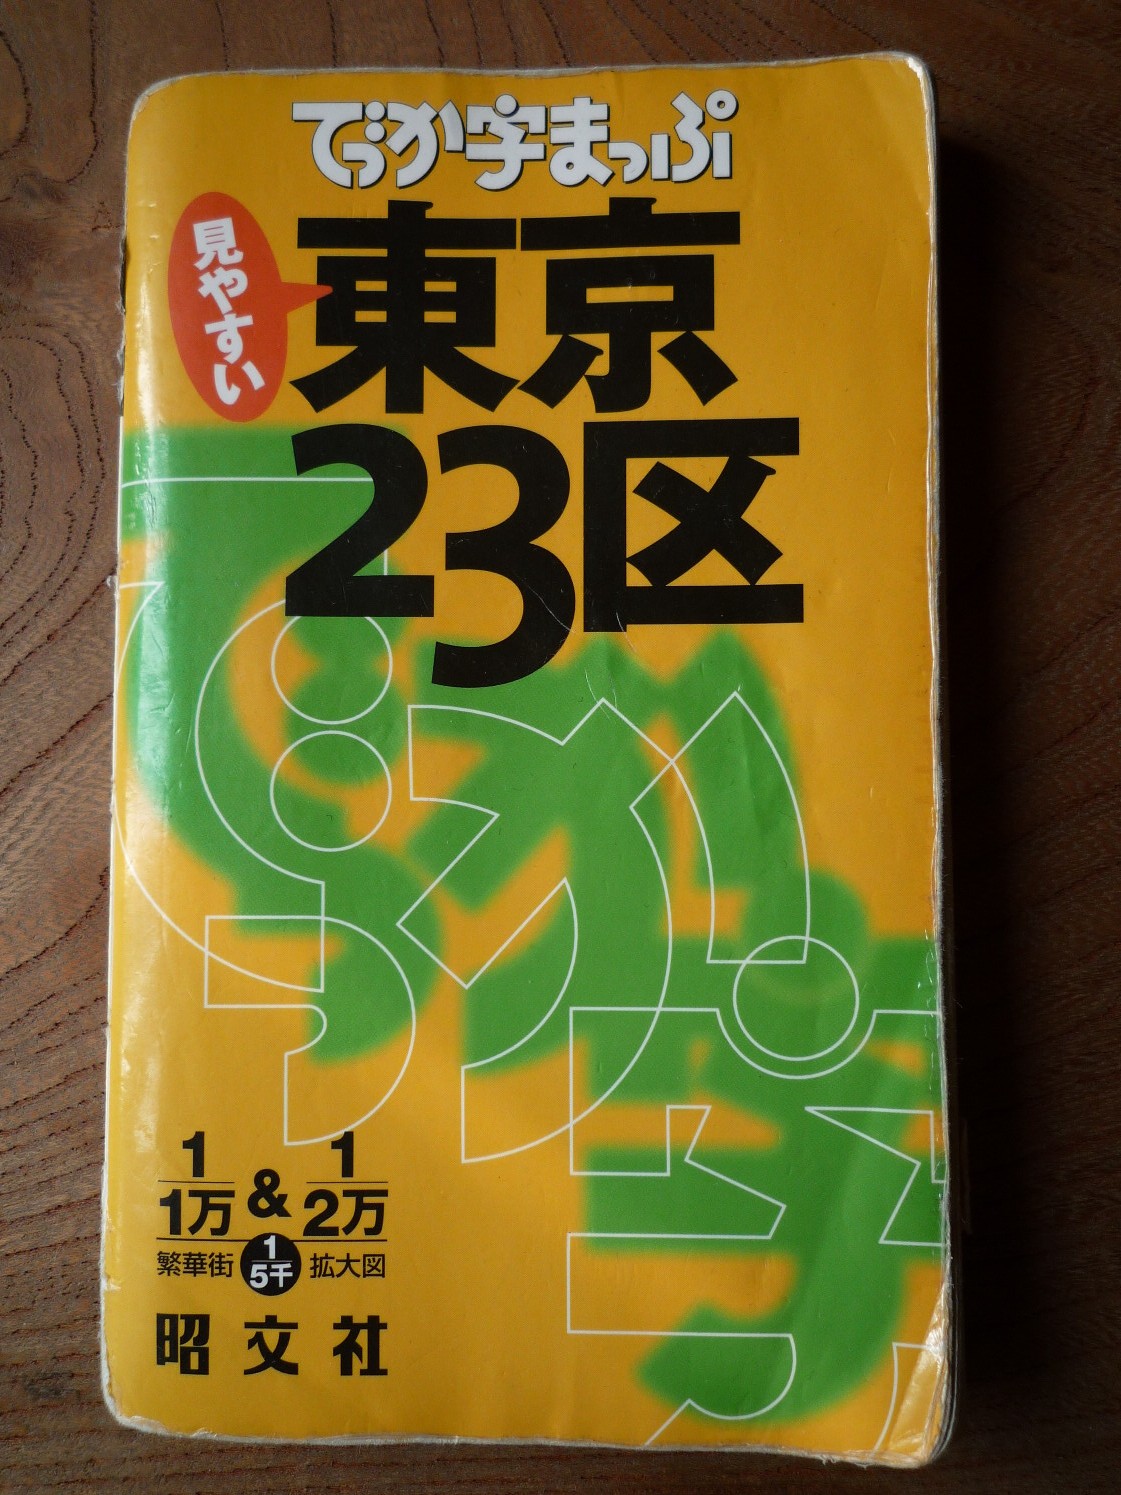 でっか字まっぷ
見やすい
東京
23区
1/1万 & 1/2万
繁華街 1/5千 拡大図
昭文社